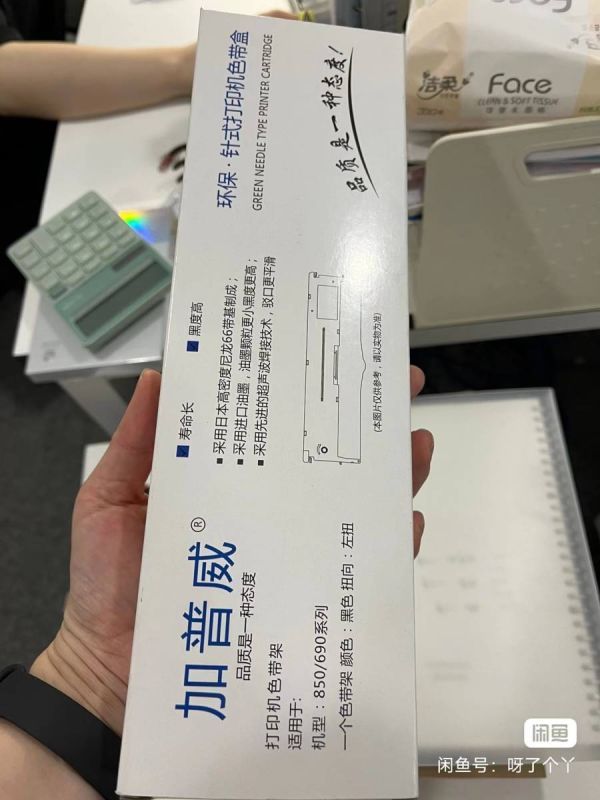 加普威®
品质是一种态度
打印机色带架
适用于:
机型:850/690系列
一个色带架 颜色:黑色 扭向:左扭
寿命长
黑度高
采用日本高密度尼龙66带基制成;
采用进口油墨,油墨颗粒更小黑度更高;
采用先进的超声波焊接技术,驳口更平滑
(本图片仅供参考,请以实物为准)
环保·针式打印机色带盒
GREEN NEEDLE TYPE PRINTER CARTRIDGE
品质是一种态度!
洁柔
Face
CLEAN & SOFT TISSUE
闲鱼
闲鱼号:呀了个丫